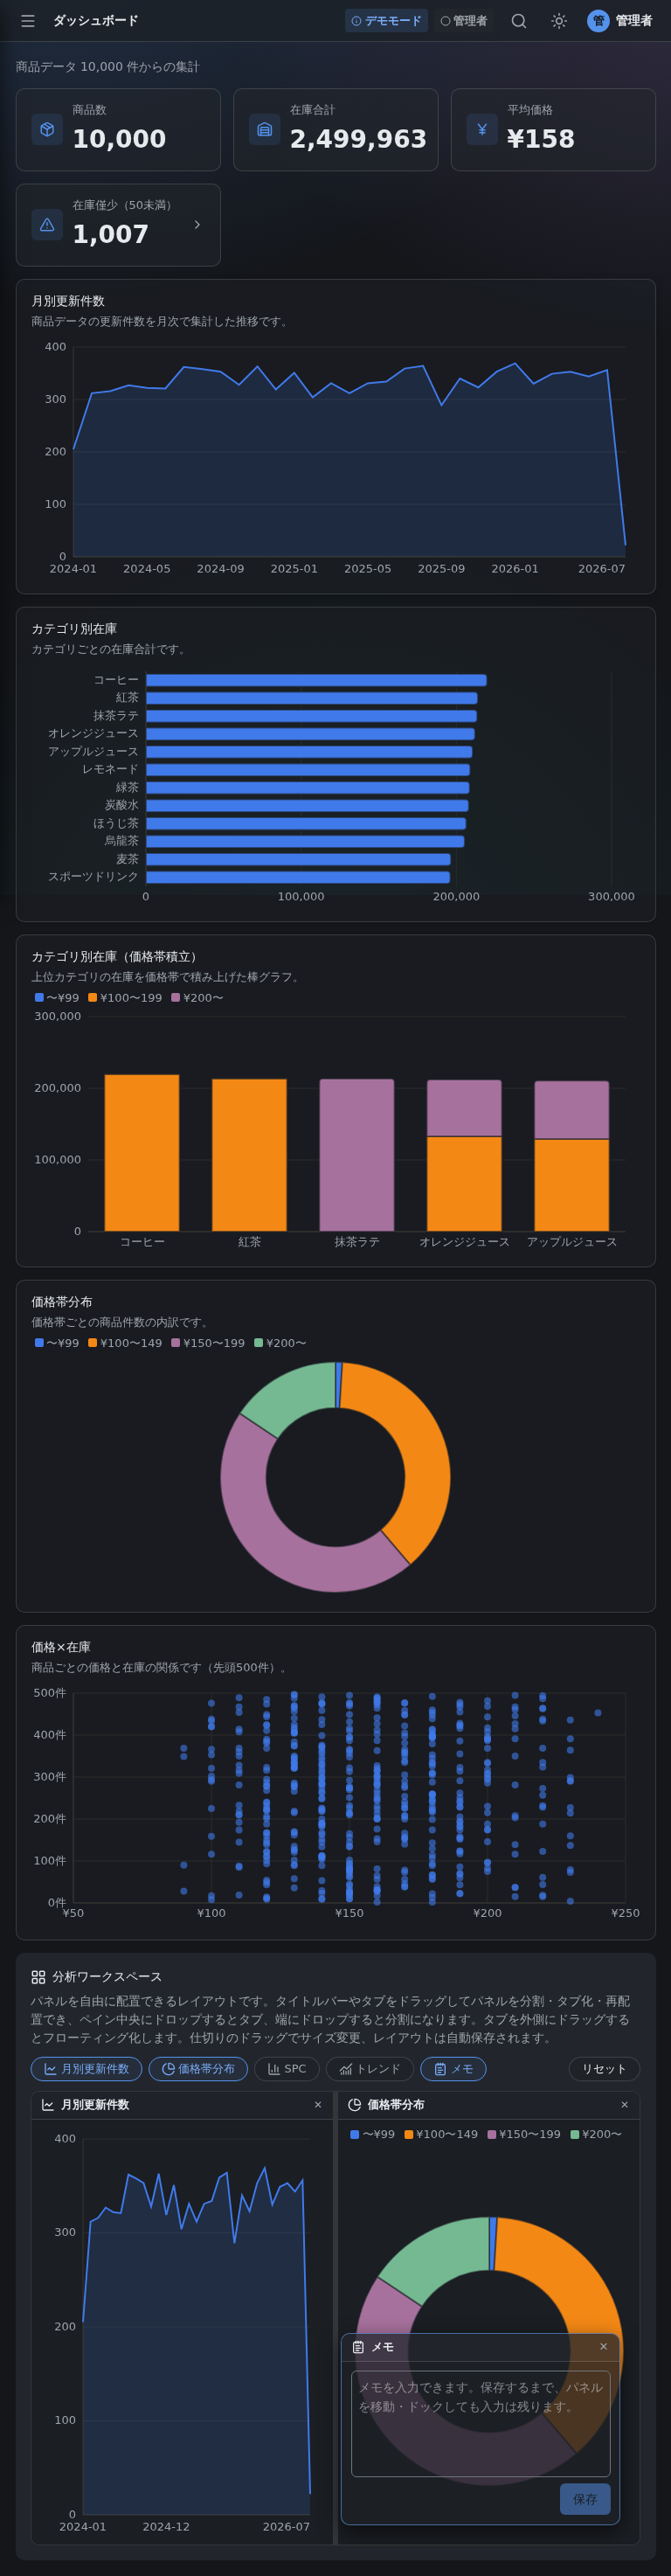 ダッシュボード
デモモード
管理者
管 管理者
商品データ 10,000 件からの集計
商品数
10,000
在庫合計
2,499,963
平均価格
¥158
在庫僅少（50未満）
1,007
月別更新件数
商品データの更新件数を月次で集計した推移です。
400
300
200
100
0
2024-01 2024-05 2024-09 2025-01 2025-05 2025-09 2026-01 2026-07
カテゴリ別在庫
カテゴリごとの在庫合計です。
コーヒー
紅茶
抹茶ラテ
オレンジジュース
アップルジュース
レモネード
緑茶
炭酸水
ほうじ茶
烏龍茶
麦茶
スポーツドリンク
0 100,000 200,000 300,000
カテゴリ別在庫（価格帯積立）
上位カテゴリの在庫を価格帯で積み上げた棒グラフ。
〜¥99 ¥100〜199 ¥200〜
300,000
200,000
100,000
0
コーヒー 紅茶 抹茶ラテ オレンジジュース アップルジュース
価格帯分布
価格帯ごとの商品件数の内訳です。
〜¥99 ¥100〜149 ¥150〜199 ¥200〜
価格×在庫
商品ごとの価格と在庫の関係です（先頭500件）。
500件
400件
300件
200件
100件
0件
¥50 ¥100 ¥150 ¥200 ¥250
分析ワークスペース
パネルを自由に配置できるレイアウトです。タイトルバーやタブをドラッグしてパネルを分割・タブ化・再配
置でき、ペイン中央にドロップするとタブ、端にドロップすると分割になります。タブを外側にドラッグする
とフローティング化します。仕切りのドラッグでサイズ変更、レイアウトは自動保存されます。
月別更新件数 価格帯分布 SPC トレンド メモ リセット
月別更新件数 ×
400
300
200
100
0
2024-01 2024-12 2026-07
価格帯分布 ×
〜¥99 ¥100〜149 ¥150〜199 ¥200〜
メモ ×
メモを入力できます。保存するまで、パネル
を移動・ドックしても入力は残ります。
保存